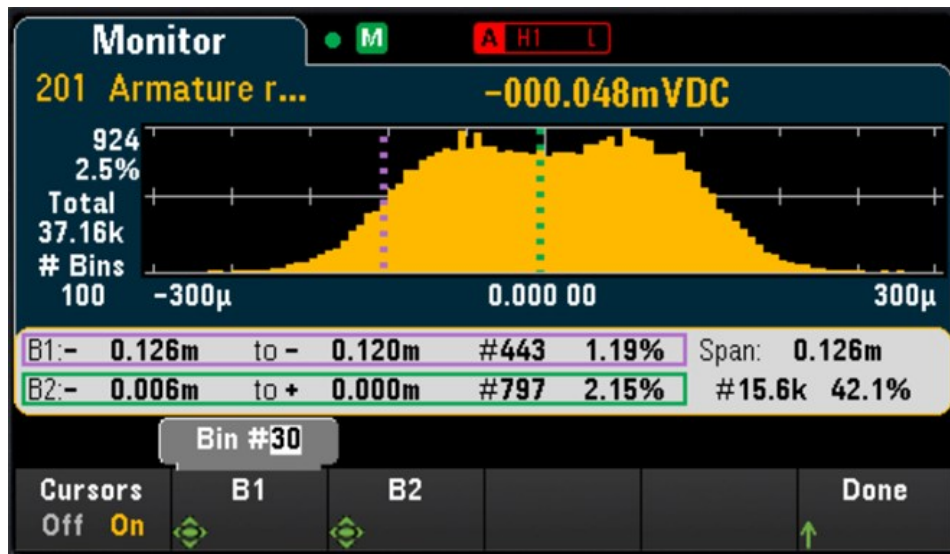 Monitor
M
A H1 L
201 Armature r...
-000.048mVDC
924
2.5%
Total
37.16k
# Bins
100
-300µ 0.000 00 300µ
B1:- 0.126m to - 0.120m #443 1.19%
Span: 0.126m
B2:- 0.006m to + 0.000m #797 2.15%
#15.6k 42.1%
Bin #30
Cursors
Off On
B1
B2
Done